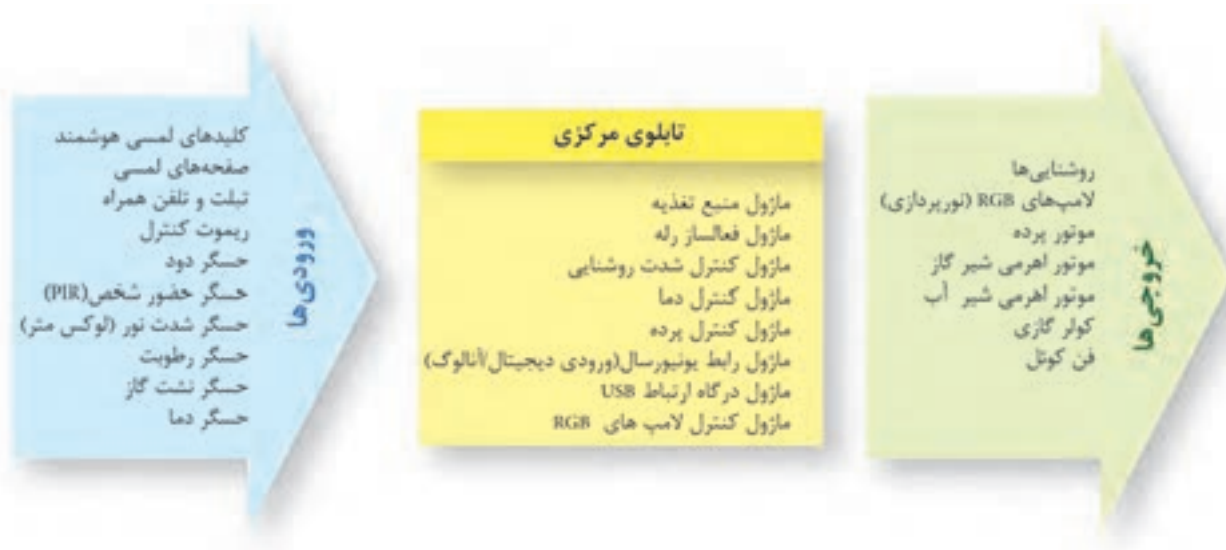 ورودی‌ها
کلیدهای لمسی هوشمند
صفحه‌های لمسی
تبلت و تلفن همراه
ریموت کنترل
حسگر دود
حسگر حضور شخص(PIR)
حسگر شدت نور (لوکس متر)
حسگر رطوبت
حسگر نشت گاز
حسگر دما
تابلوی مرکزی
ماژول منبع تغذیه
ماژول فعالساز رله
ماژول کنترل شدت روشنایی
ماژول کنترل دما
ماژول کنترل پرده
ماژول رابط یونیورسال(ورودی دیجیتال/آنالوگ)
ماژول درگاه ارتباط USB
ماژول کنترل لامپ های RGB
خروجی‌ها
روشنایی‌ها
لامپ‌های RGB (نورپردازی)
موتور پرده
موتور اهرمی شیر گاز
موتور اهرمی شیر آب
کولر گازی
فن کوئل